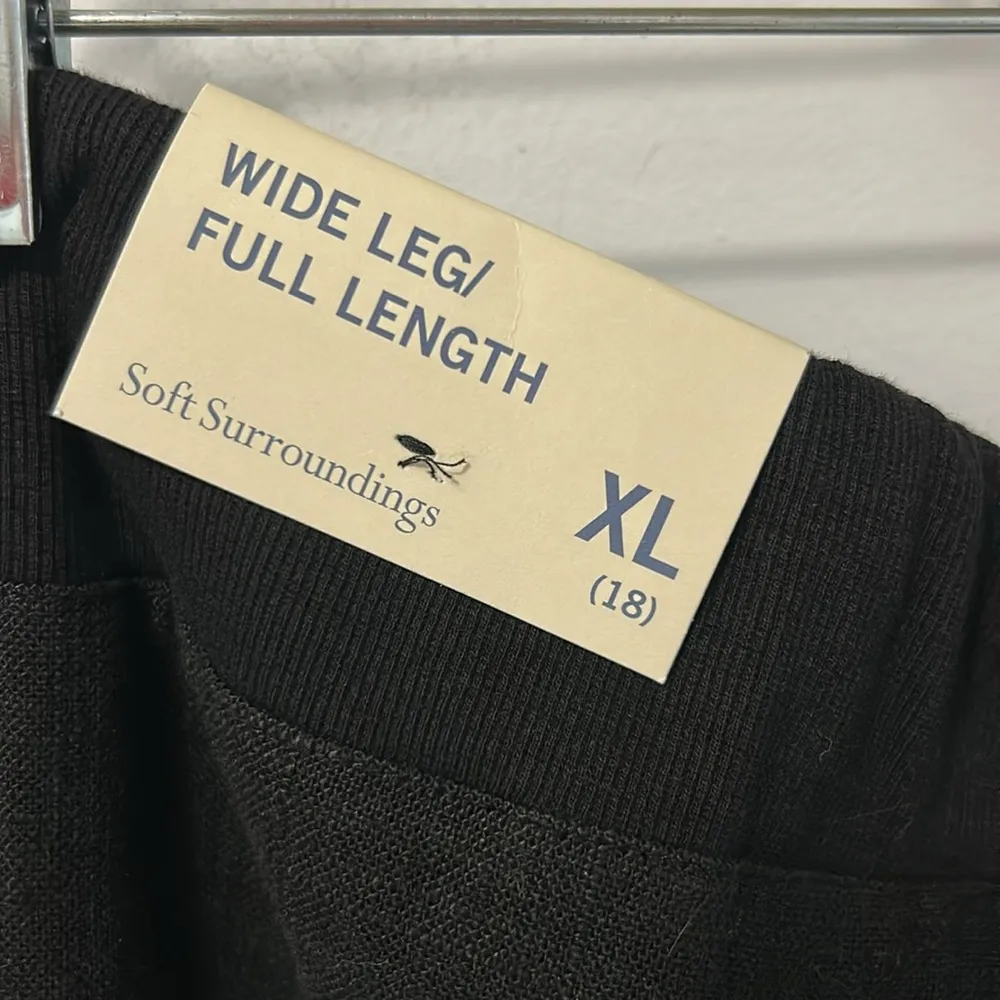 WIDE LEG/
FULL LENGTH
Soft Surroundings
XL
(18)